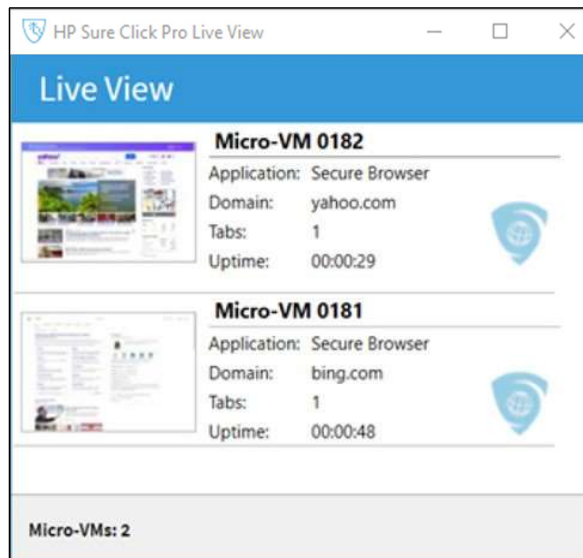 HP Sure Click Pro Live View
Live View
Micro-VM 0182
Application: Secure Browser
Domain: yahoo.com
Tabs: 1
Uptime: 00:00:29
Micro-VM 0181
Application: Secure Browser
Domain: bing.com
Tabs: 1
Uptime: 00:00:48
Micro-VMs: 2